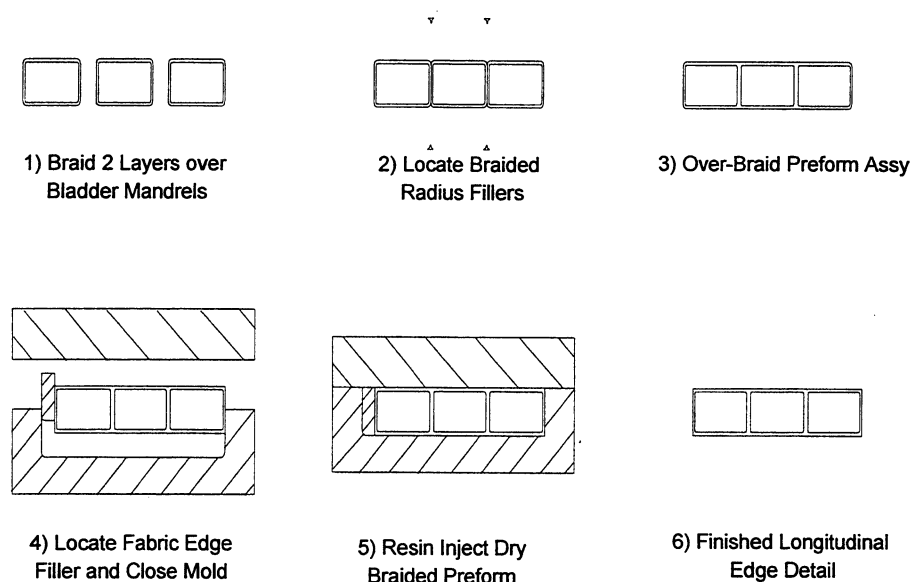 1) Braid 2 Layers over
Bladder Mandrels
2) Locate Braided
Radius Fillers
3) Over-Braid Preform Assy
4) Locate Fabric Edge
Filler and Close Mold
5) Resin Inject Dry
Braided Preform
6) Finished Longitudinal
Edge Detail